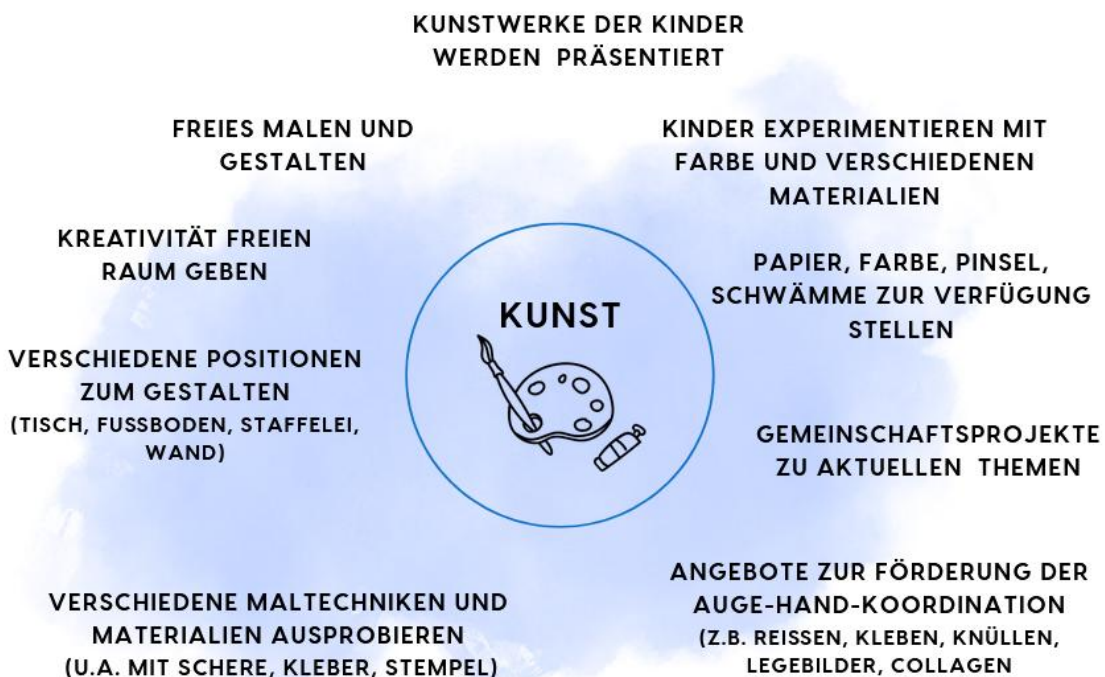 KUNSTWERKE DER KINDER
WERDEN PRÄSENTIERT
FREIES MALEN UND
GESTALTEN
KINDER EXPERIMENTIEREN MIT
FARBE UND VERSCHIEDENEN
MATERIALIEN
KREATIVITÄT FREIEN
RAUM GEBEN
PAPIER, FARBE, PINSEL,
SCHWÄMME ZUR VERFÜGUNG
STELLEN
KUNST
VERSCHIEDENE POSITIONEN
ZUM GESTALTEN
(TISCH, FUSSBODEN, STAFFELEI,
WAND)
GEMEINSCHAFTSPROJEKTE
ZU AKTUELLEN THEMEN
VERSCHIEDENE MALTECHNIKEN UND
MATERIALIEN AUSPROBIEREN
(U.A. MIT SCHERE, KLEBER, STEMPEL)
ANGEBOTE ZUR FÖRDERUNG DER
AUGE-HAND-KOORDINATION
(Z.B. REISSEN, KLEBEN, KNÜLLEN,
LEGEBILDER, COLLAGEN